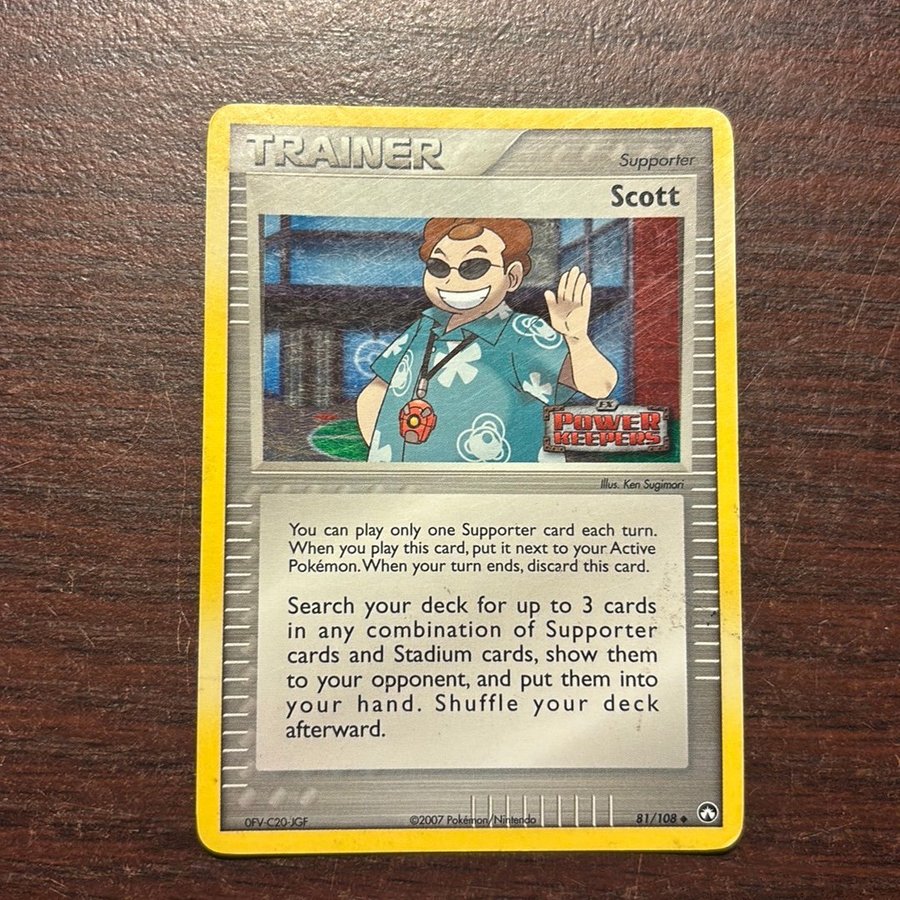 TRAINER
Supporter
Scott
EX
POWER
KEEPERS
Illus. Ken Sugimori
You can play only one Supporter card each turn.
When you play this card, put it next to your Active
Pokémon. When your turn ends, discard this card.
Search your deck for up to 3 cards
in any combination of Supporter
cards and Stadium cards, show them
to your opponent, and put them into
your hand. Shuffle your deck
afterward.
0FV-C20-JGF
©2007 Pokémon/Nintendo
81/108